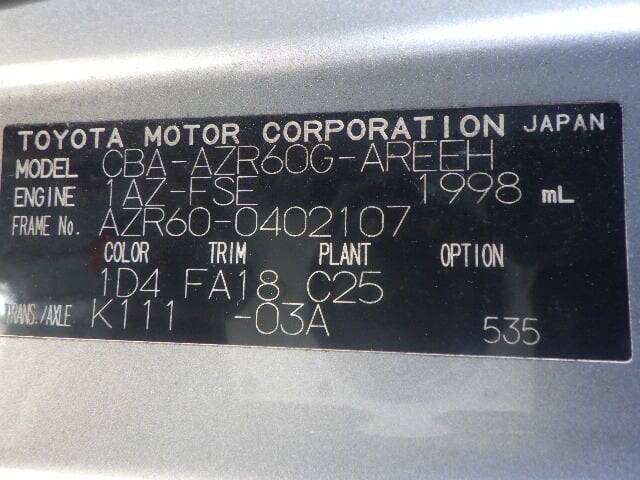 TOYOTA MOTOR CORPORATION JAPAN
MODEL CBA-AZR60G-AREEH
ENGINE 1AZ-FSE 1998 mL
FRAME No. AZR60-0402107
COLOR TRIM PLANT OPTION
1D4 FA18 C25
TRANS./AXLE K111 -03A 535